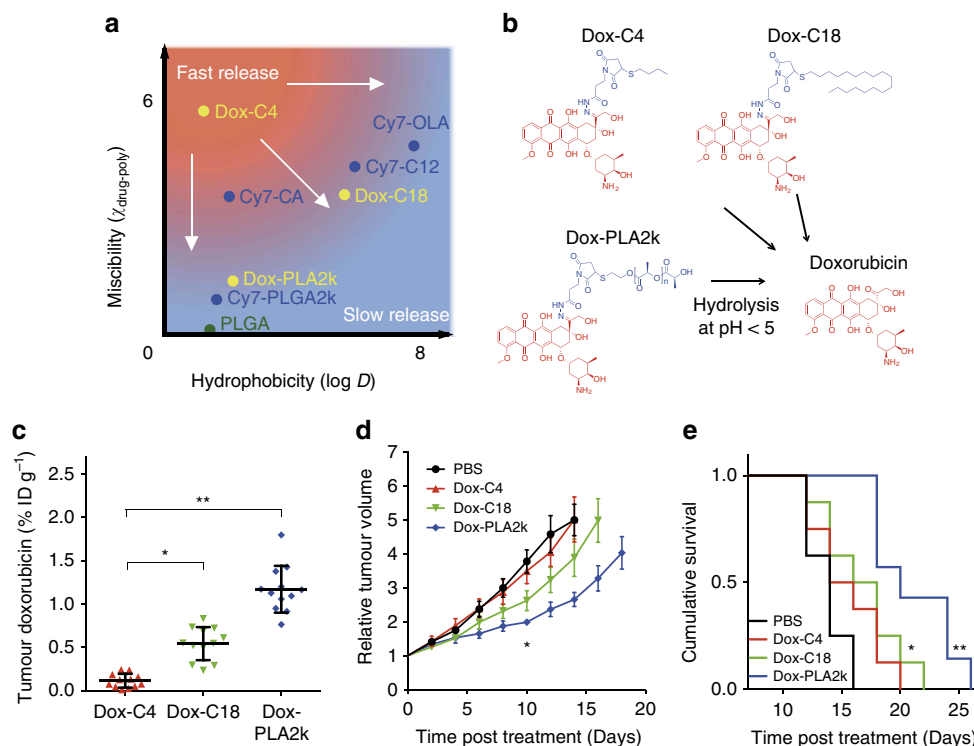 a
Miscibility (χdrug-poly)
6
0
Fast release
Dox-C4
Cy7-OLA
Cy7-C12
Cy7-CA
Dox-C18
Dox-PLA2k
Cy7-PLGA2k
PLGA
Slow release
8
Hydrophobicity (log D)
b
Dox-C4
Dox-C18
Dox-PLA2k
Hydrolysis
at pH < 5
Doxorubicin
c
Tumour doxorubicin (% ID g−1)
2.5
2.0
1.5
1.0
0.5
0.0
**
*
Dox-C4
Dox-C18
Dox-
PLA2k
d
Relative tumour volume
7
6
5
4
3
2
1
0
PBS
Dox-C4
Dox-C18
Dox-PLA2k
*
0
5
10
15
20
Time post treatment (Days)
e
Cumulative survival
1.0
0.5
0.0
PBS
Dox-C4
Dox-C18
Dox-PLA2k
*
**
10
15
20
25
Time post treatment (Days)